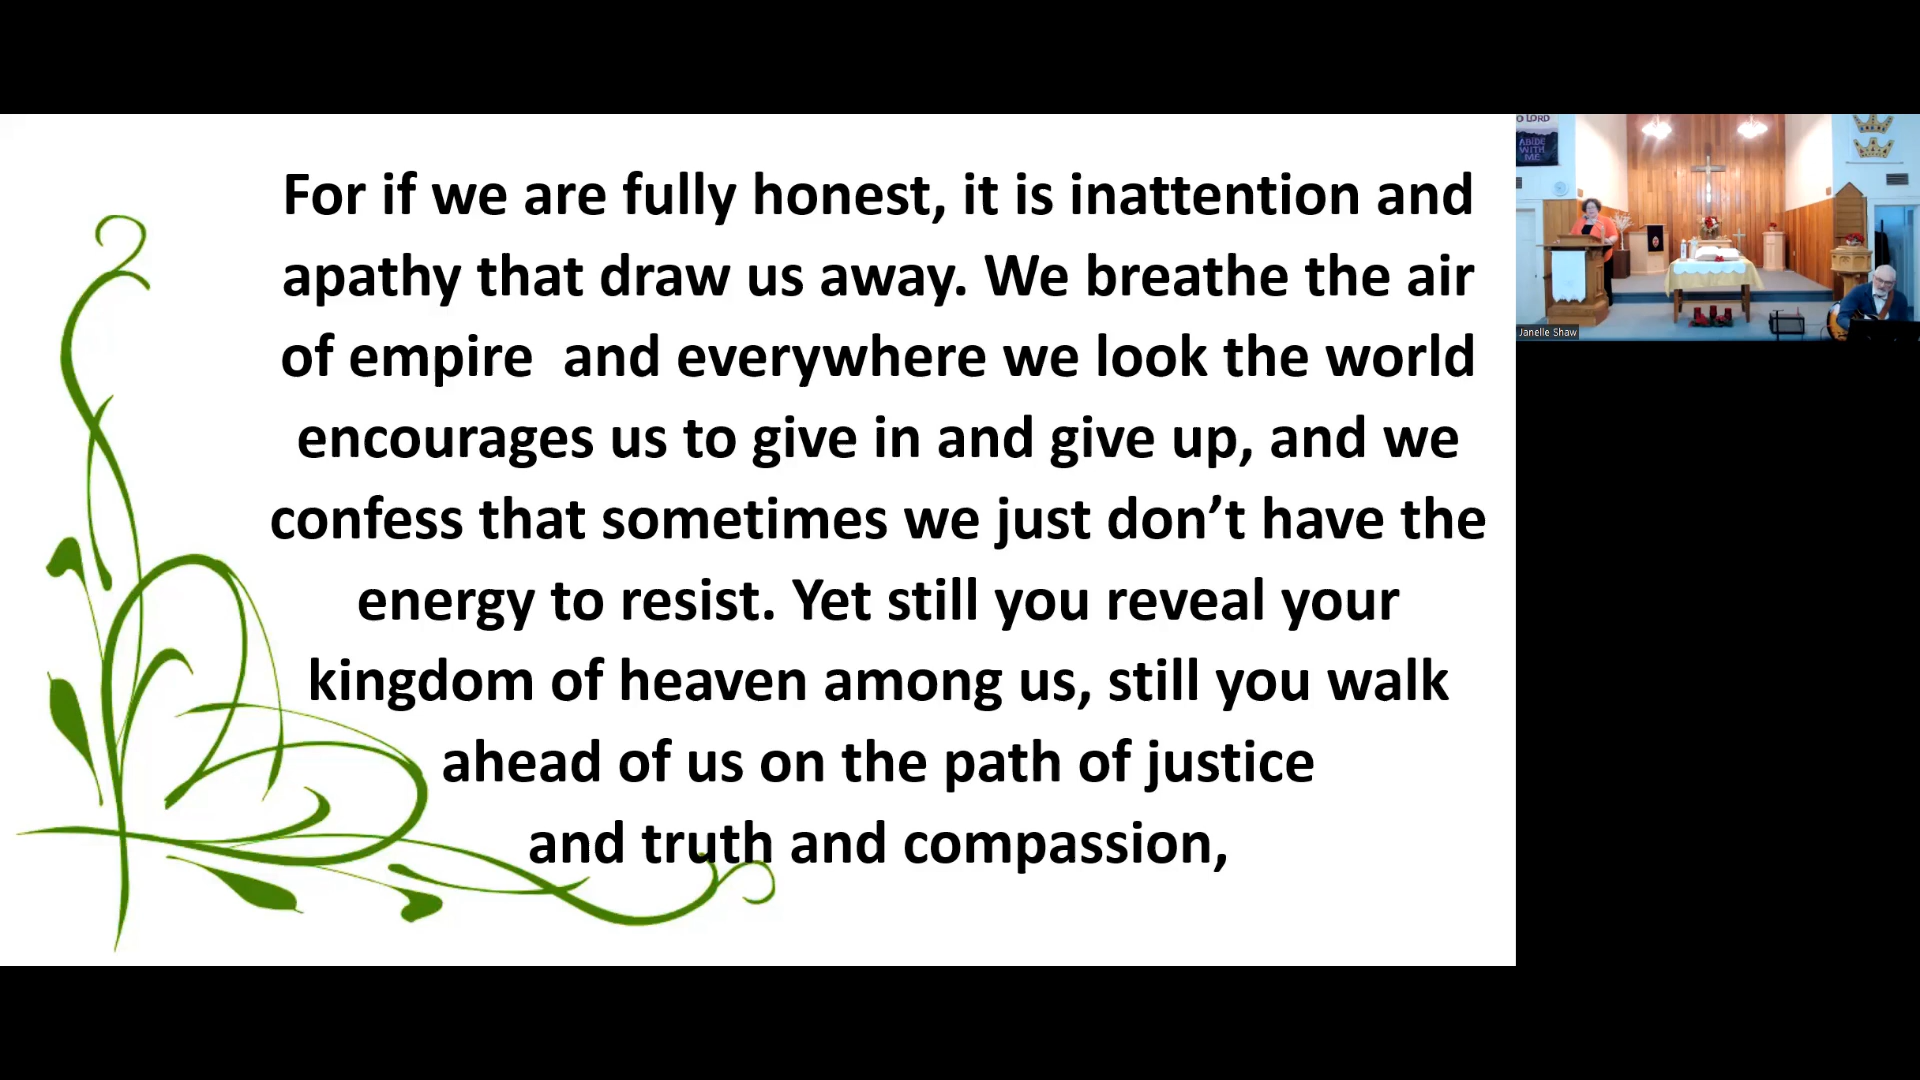 For if we are fully honest, it is inattention and
apathy that draw us away. We breathe the air
of empire  and everywhere we look the world
encourages us to give in and give up, and we
confess that sometimes we just don’t have the
energy to resist. Yet still you reveal your
kingdom of heaven among us, still you walk
ahead of us on the path of justice
and truth and compassion,
O LORD
ABIDE
WITH
ME
Janelle Shaw